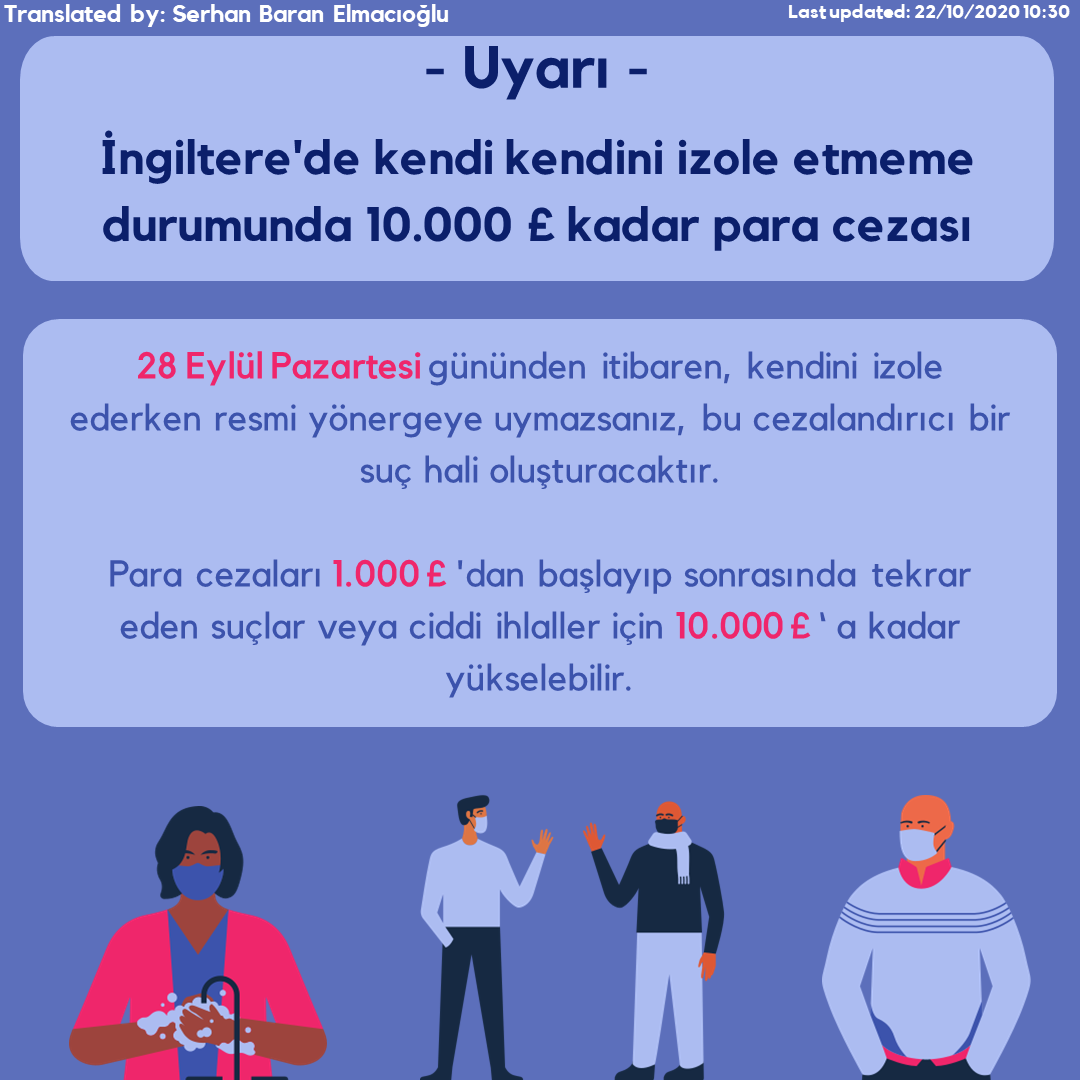 Translated by: Serhan Baran Elmacıoğlu
Last updated: 22/10/2020 10:30
- Uyarı -
İngiltere'de kendi kendini izole etmeme
durumunda 10.000 £ kadar para cezası
28 Eylül Pazartesi gününden itibaren, kendini izole
ederken resmi yönergeye uymazsanız, bu cezalandırıcı bir
suç hali oluşturacaktır.
Para cezaları 1.000 £ 'dan başlayıp sonrasında tekrar
eden suçlar veya ciddi ihlaller için 10.000 £ ‛ a kadar
yükselebilir.